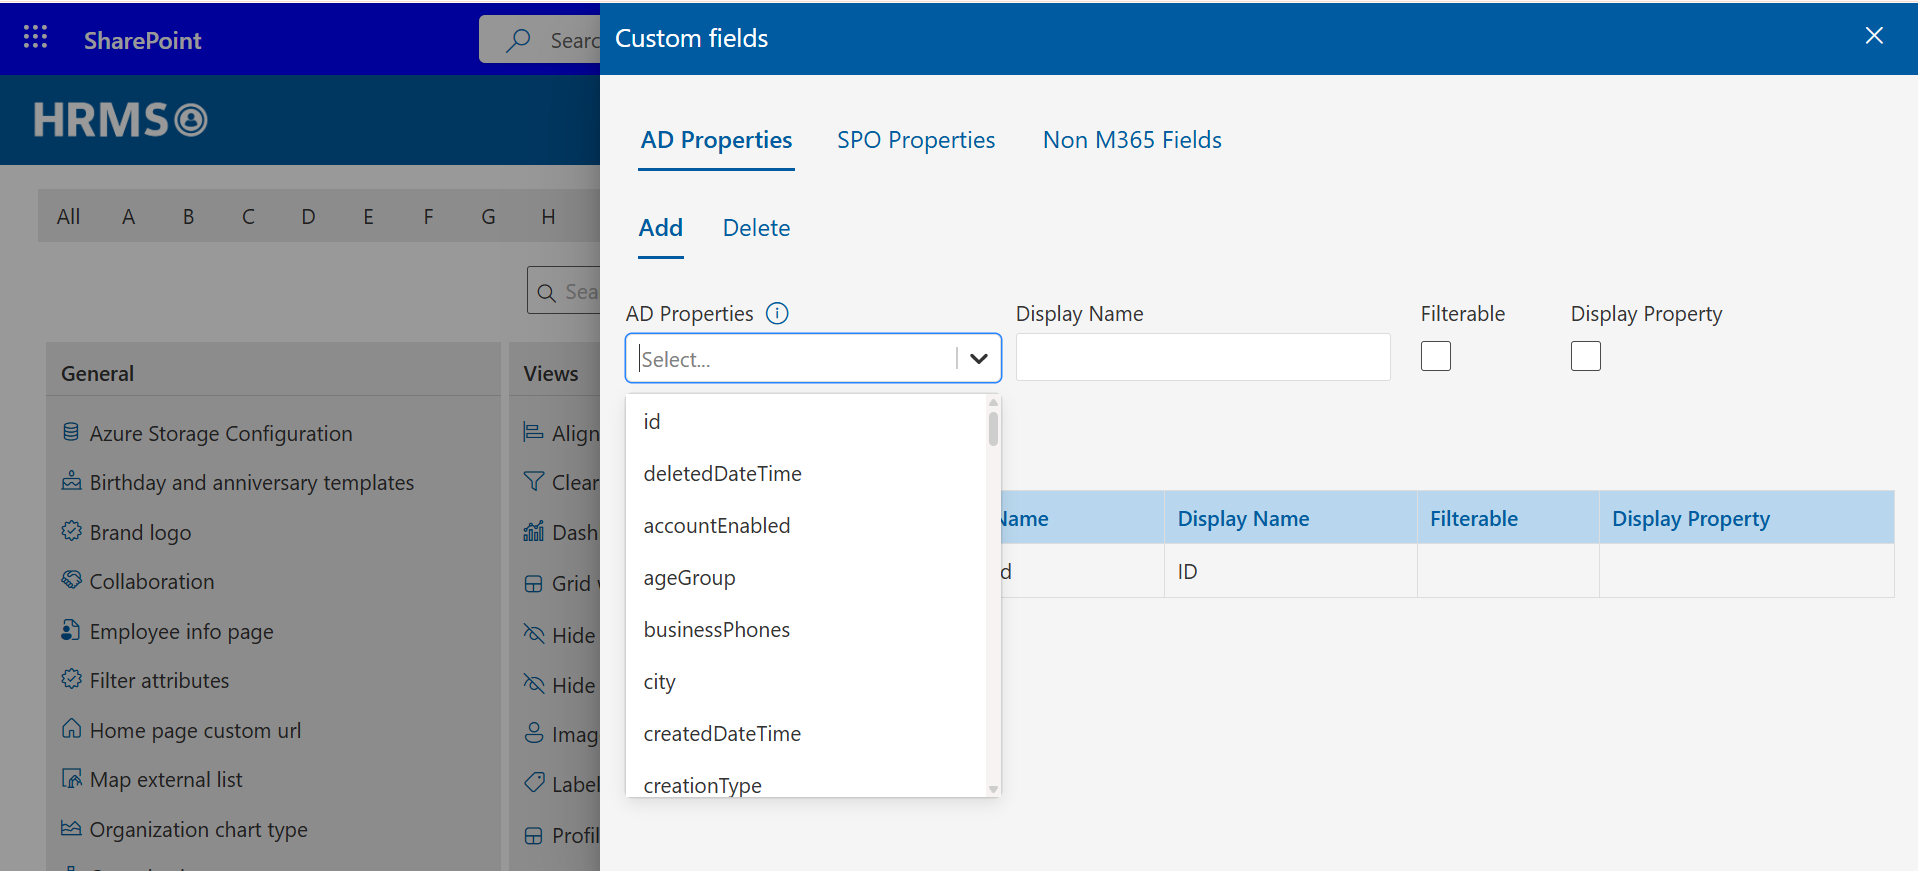 SharePoint
Searc
HRMS
All A B C D E F G H
Sea
General
Azure Storage Configuration
Birthday and anniversary templates
Brand logo
Collaboration
Employee info page
Filter attributes
Home page custom url
Map external list
Organization chart type
Views
Align
Clear
Dash
Grid
Hide
Hide
Imag
Label
Profil
Custom fields
AD Properties SPO Properties Non M365 Fields
Add Delete
AD Properties Display Name Filterable Display Property
Select...
id
deletedDateTime
accountEnabled
ageGroup
businessPhones
city
createdDateTime
creationType
Name Display Name Filterable Display Property
d ID